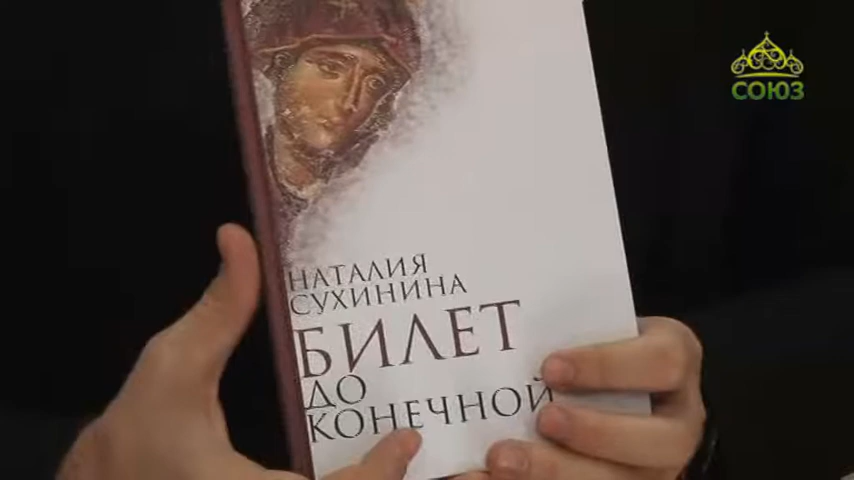 СОЮЗ
НАТАЛИЯ
СУХИНИНА
БИЛЕТ
ДО
КОНЕЧНОЙ